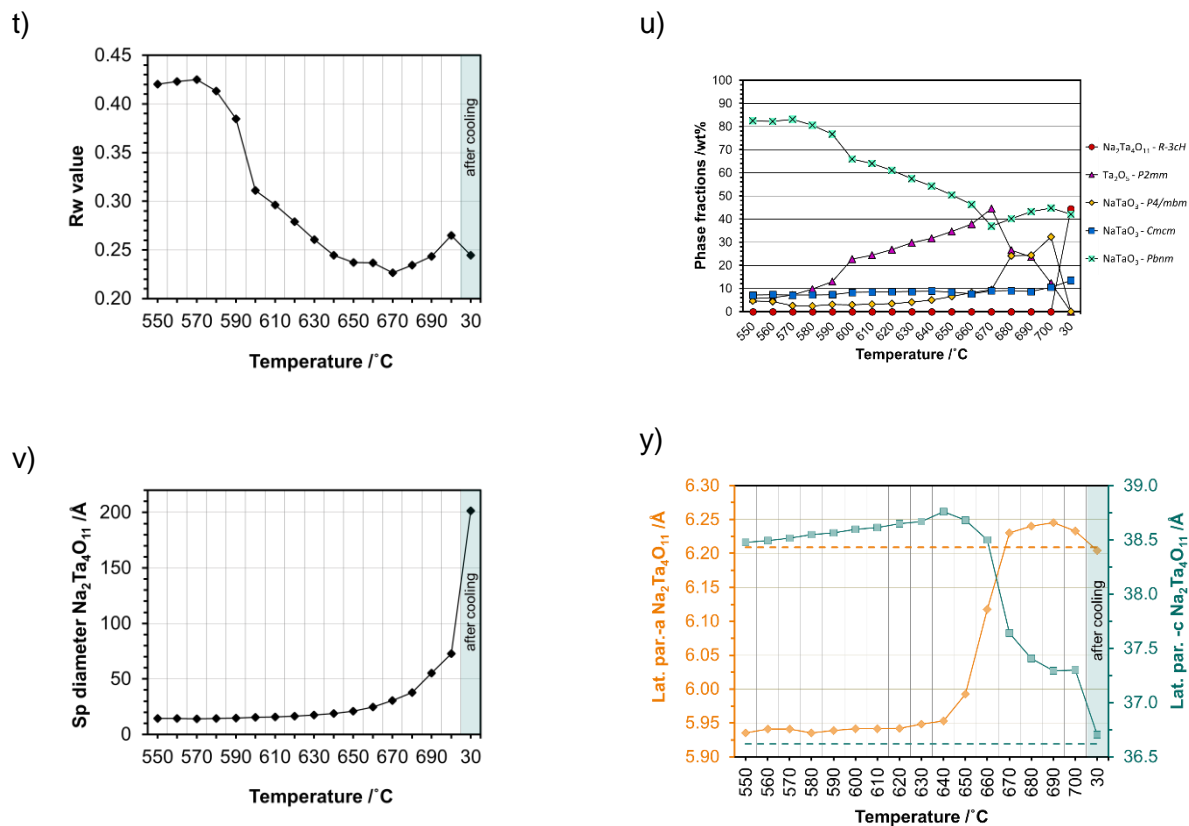 t)
Rw value
0.45
0.40
0.35
0.30
0.25
0.20
after cooling
550 570 590 610 630 650 670 690 30
Temperature /˚C
u)
Phase fractions /wt%
100
90
80
70
60
50
40
30
20
10
0
550 560 570 580 590 600 610 620 630 640 650 660 670 680 690 700 30
Temperature /˚C
Na₂Ta₄O₁₁ - R-3cH
Ta₂O₅ - P2mm
NaTaO₃ - P4/mbm
NaTaO₃ - Cmcm
NaTaO₃ - Pbnm
v)
Sp diameter Na₂Ta₄O₁₁ /Å
200
150
100
50
0
after cooling
550 570 590 610 630 650 670 690 30
Temperature /˚C
y)
Lat. par.-a Na₂Ta₄O₁₁ /Å
6.30
6.25
6.20
6.15
6.10
6.05
6.00
5.95
5.90
39.0
38.5
38.0
37.5
37.0
36.5
Lat. par. -c Na₂Ta₄O₁₁ /Å
after cooling
550 560 570 580 590 600 610 620 630 640 650 660 670 680 690 700 30
Temperature /˚C